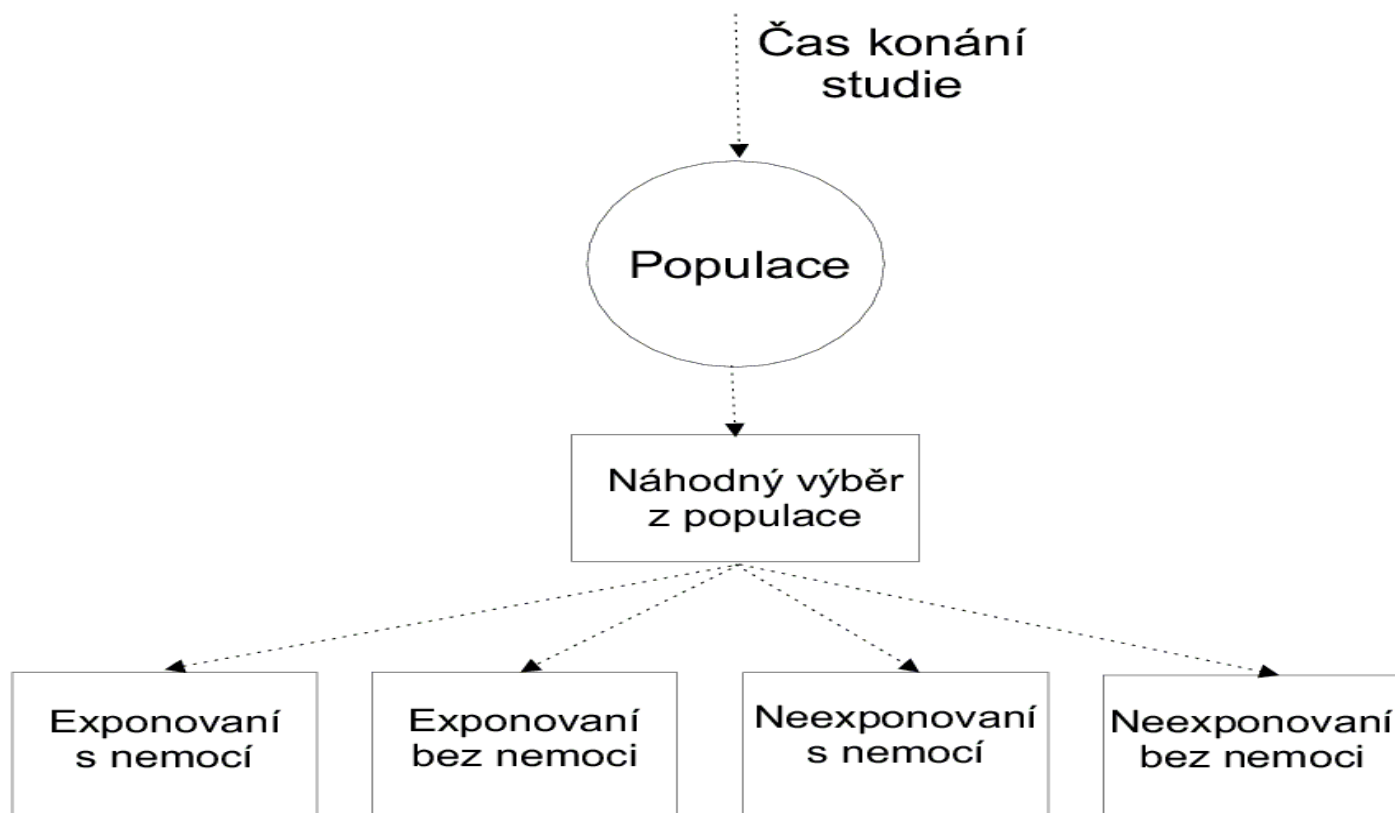 Čas konání
studie
Populace
Náhodný výběr
z populace
Exponovaní
s nemocí
Exponovaní
bez nemoci
Neexponovaní
s nemocí
Neexponovaní
bez nemoci